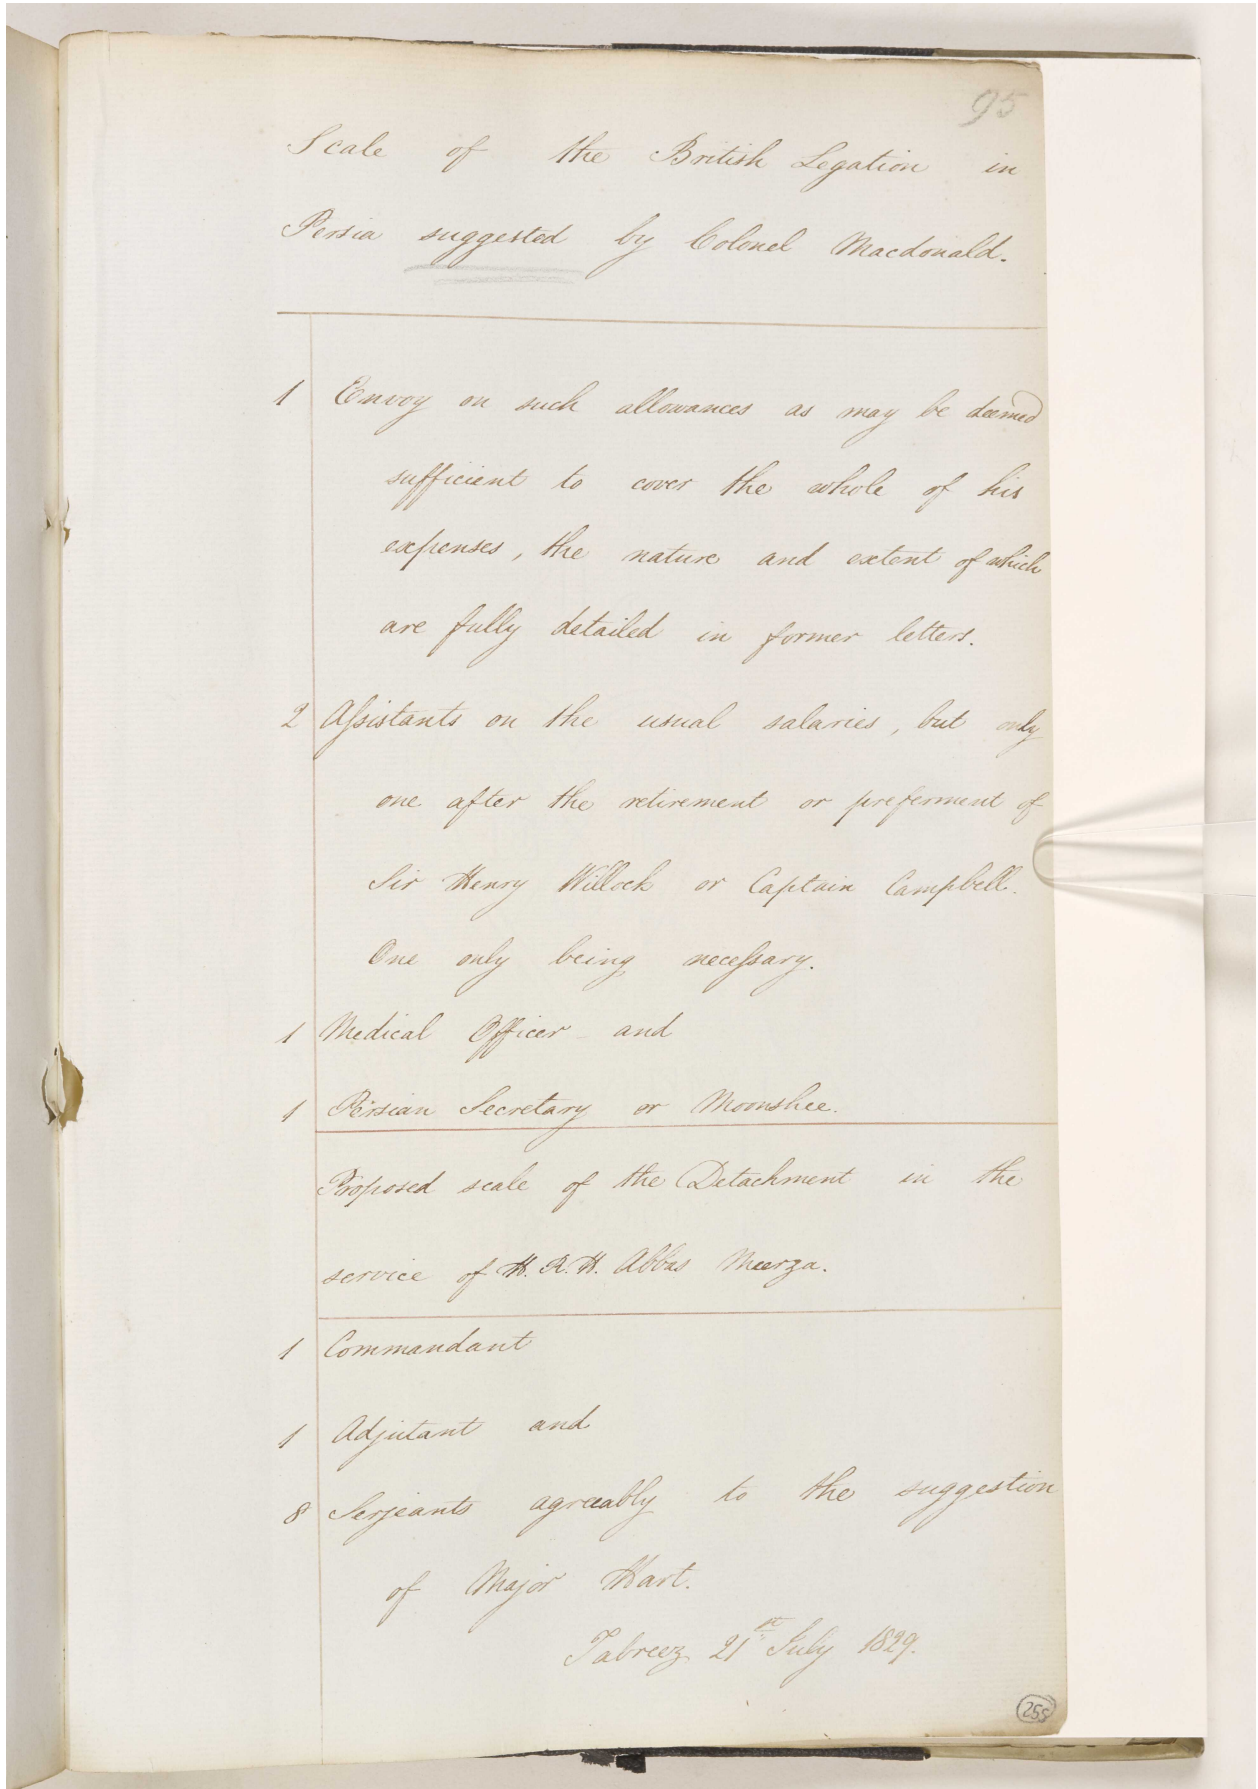 95
Scale of the British Legation in
Persia suggested by Colonel Macdonald.
1 Envoy on such allowances as may be deemed
sufficient to cover the whole of his
expenses, the nature and extent of which
are fully detailed in former letters.
2 Assistants on the usual salaries, but only
one after the retirement or preferment of
Sir Henry Willock or Captain Campbell.
One only being necessary.
1 Medical Officer and
1 Persian Secretary or Moonshee.
Proposed scale of the Detachment in the
service of H. R. H. Abbas Meerza.
1 Commandant
1 Adjutant and
8 Serjeants agreeably to the suggestion
of Major Hart.
Tabreez 21st July 1829.
255